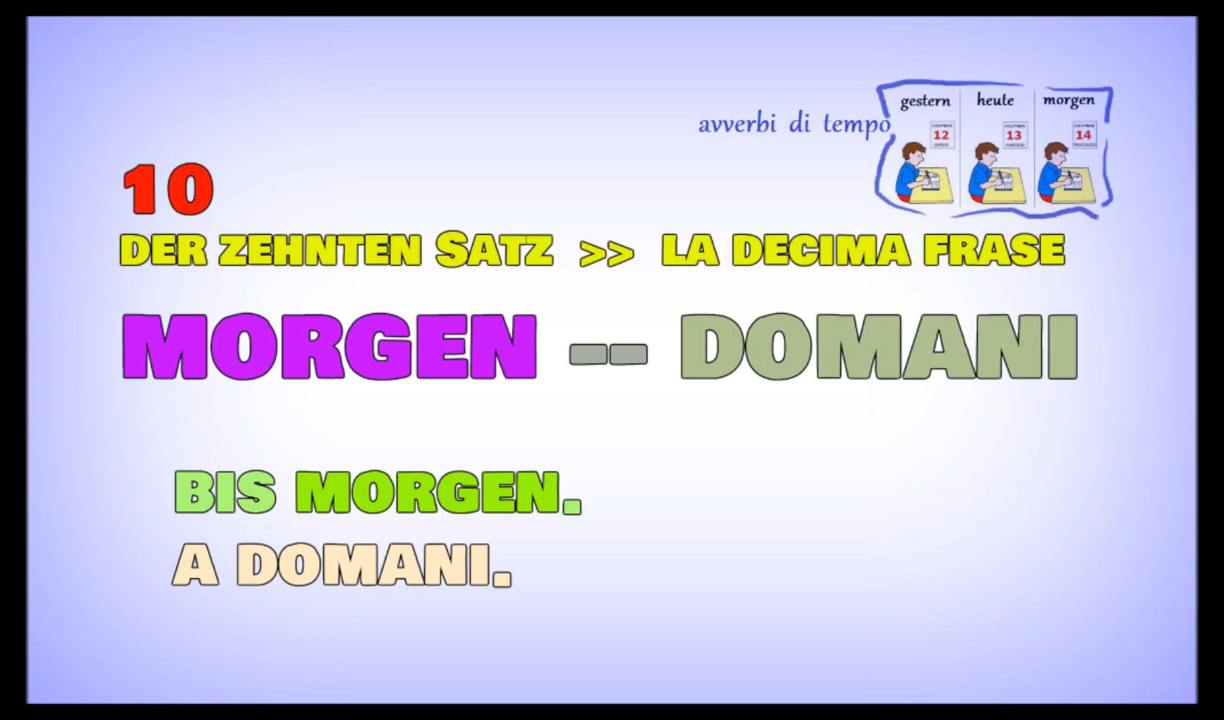 gestern heute morgen
avverbi di tempo
12 13 14
10
DER ZEHNTEN SATZ >> LA DECIMA FRASE
MORGEN -- DOMANI
BIS MORGEN.
A DOMANI.